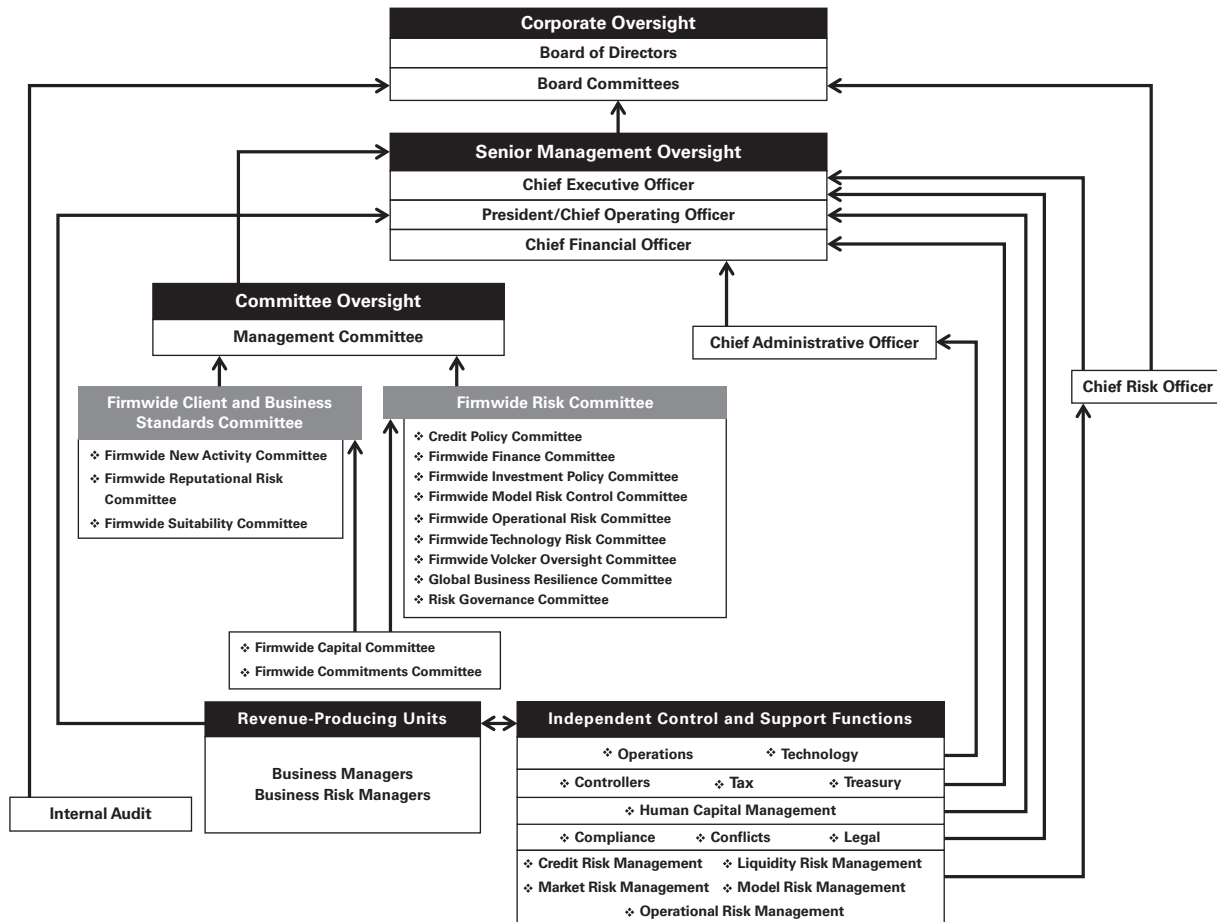 Corporate Oversight
Board of Directors
Board Committees
Senior Management Oversight
Chief Executive Officer
President/Chief Operating Officer
Chief Financial Officer
Committee Oversight
Management Committee
Chief Administrative Officer
Chief Risk Officer
Firmwide Client and Business
Standards Committee
❖ Firmwide New Activity Committee
❖ Firmwide Reputational Risk
Committee
❖ Firmwide Suitability Committee
Firmwide Risk Committee
❖ Credit Policy Committee
❖ Firmwide Finance Committee
❖ Firmwide Investment Policy Committee
❖ Firmwide Model Risk Control Committee
❖ Firmwide Operational Risk Committee
❖ Firmwide Technology Risk Committee
❖ Firmwide Volcker Oversight Committee
❖ Global Business Resilience Committee
❖ Risk Governance Committee
❖ Firmwide Capital Committee
❖ Firmwide Commitments Committee
Revenue-Producing Units
Business Managers
Business Risk Managers
Internal Audit
Independent Control and Support Functions
❖ Operations ❖ Technology
❖ Controllers ❖ Tax ❖ Treasury
❖ Human Capital Management
❖ Compliance ❖ Conflicts ❖ Legal
❖ Credit Risk Management ❖ Liquidity Risk Management
❖ Market Risk Management ❖ Model Risk Management
❖ Operational Risk Management